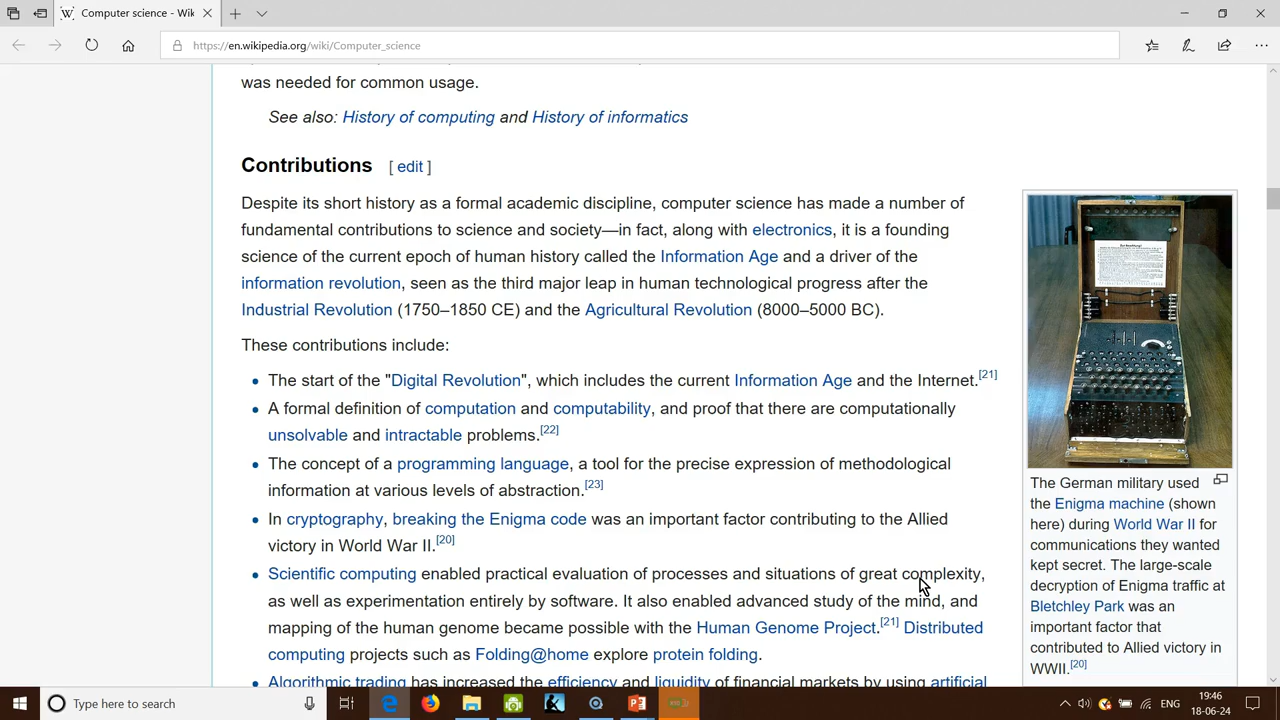 Computer science - Wik
https://en.wikipedia.org/wiki/Computer_science
was needed for common usage.
See also: History of computing and History of informatics
Contributions [ edit ]
Despite its short history as a formal academic discipline, computer science has made a number of
fundamental contributions to science and society—in fact, along with electronics, it is a founding
science of the current epoch of human history called the Information Age and a driver of the
information revolution, seen as the third major leap in human technological progress after the
Industrial Revolution (1750–1850 CE) and the Agricultural Revolution (8000–5000 BC).
These contributions include:
• The start of the "Digital Revolution", which includes the current Information Age and the Internet.[21]
• A formal definition of computation and computability, and proof that there are computationally
unsolvable and intractable problems.[22]
• The concept of a programming language, a tool for the precise expression of methodological
information at various levels of abstraction.[23]
• In cryptography, breaking the Enigma code was an important factor contributing to the Allied
victory in World War II.[20]
• Scientific computing enabled practical evaluation of processes and situations of great complexity,
as well as experimentation entirely by software. It also enabled advanced study of the mind, and
mapping of the human genome became possible with the Human Genome Project.[21] Distributed
computing projects such as Folding@home explore protein folding.
• Algorithmic trading has increased the efficiency and liquidity of financial markets by using artificial
The German military used
the Enigma machine (shown
here) during World War II for
communications they wanted
kept secret. The large-scale
decryption of Enigma traffic at
Bletchley Park was an
important factor that
contributed to Allied victory in
WWII.[20]
Type here to search
ENG
19:46
18-06-24